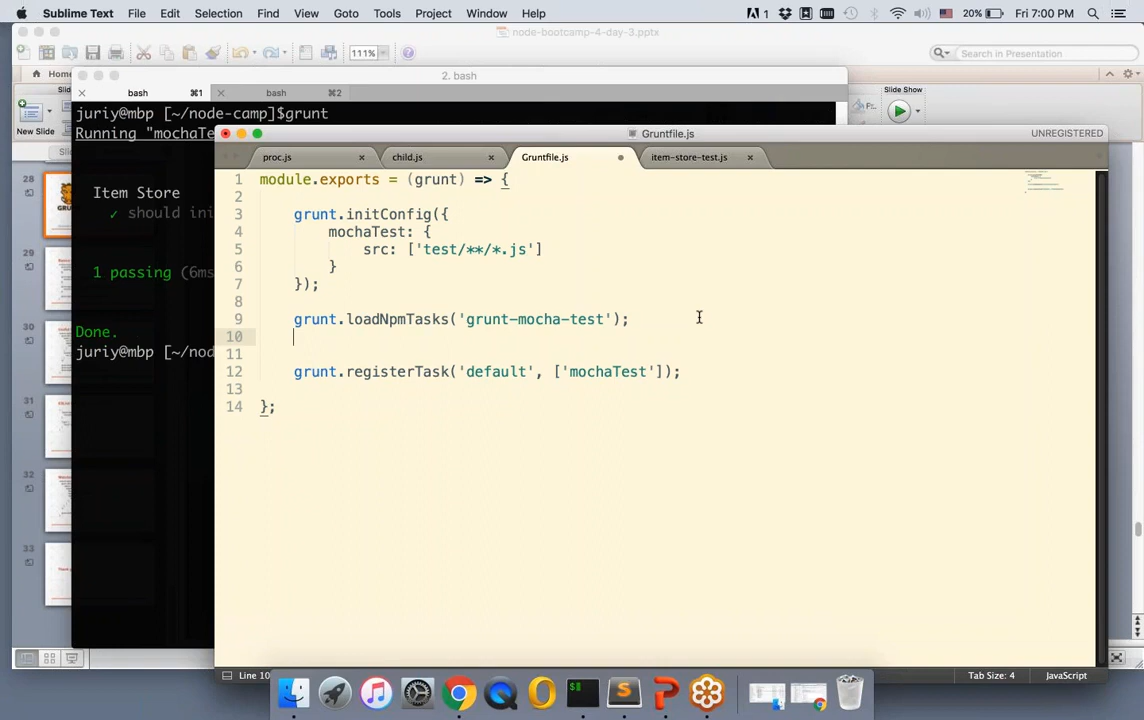 Sublime Text File Edit Selection Find View Goto Tools Project Window Help 1 20% Fri 7:00 PM
node-bootcamp-4-day-3.pptx
111% Search in Presentation
Home
2. bash
bash ⌘1 bash ⌘2
Slide Show
New Slide
juriy@mbp [~/node-camp]$grunt
Running "mochaTe
Item Store
✓ should ini
1 passing (6ms
Done.
juriy@mbp [~/nod
28
29
30
31
32
33
Gruntfile.js UNREGISTERED
proc.js child.js Gruntfile.js item-store-test.js
1 module.exports = (grunt) => {
2
3 grunt.initConfig({
4 mochaTest: {
5 src: ['test/**/*.js']
6 }
7 });
8
9 grunt.loadNpmTasks('grunt-mocha-test');
10
11
12 grunt.registerTask('default', ['mochaTest']);
13
14 };
Line 10 Tab Size: 4 JavaScript